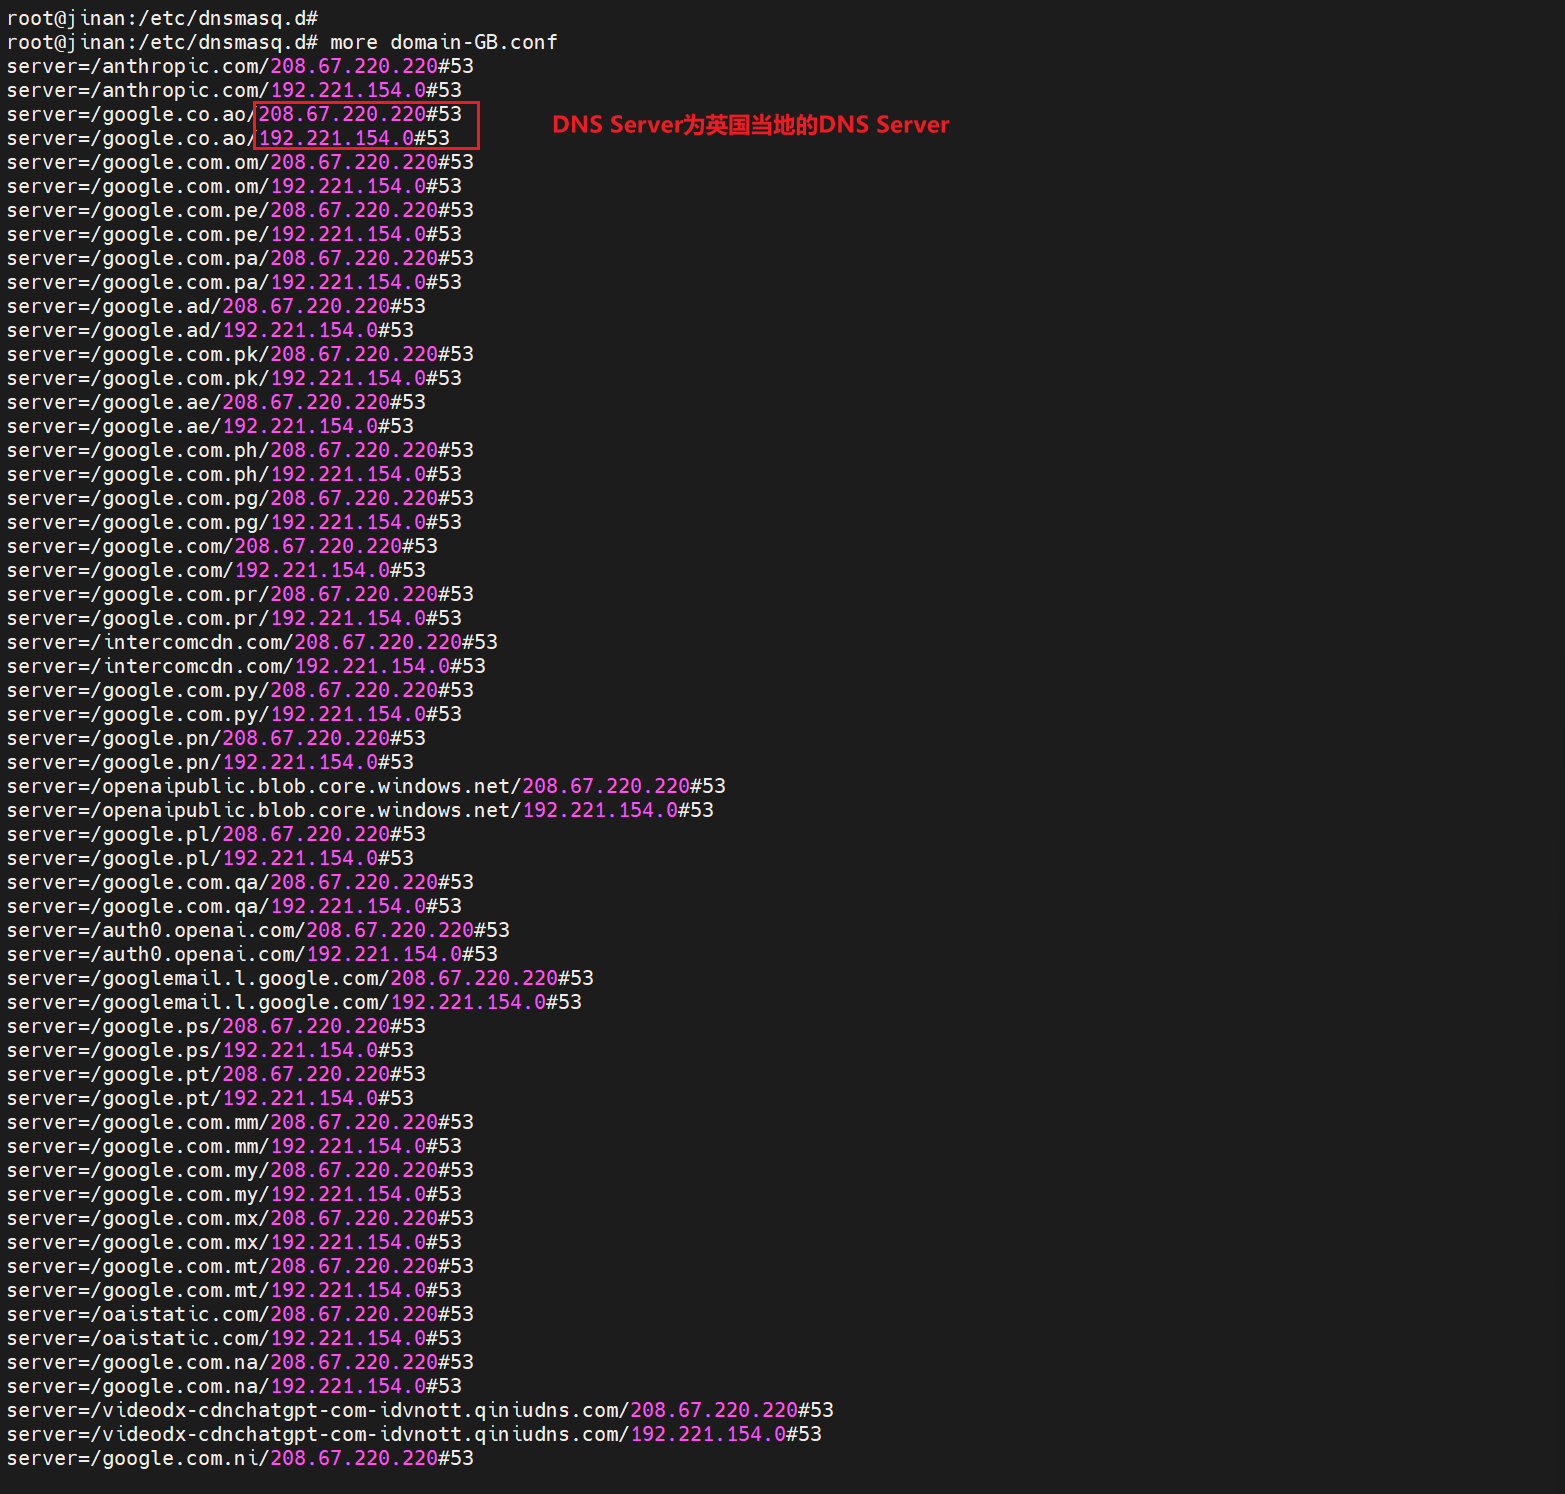 root@jinan:/etc/dnsmasq.d#
root@jinan:/etc/dnsmasq.d# more domain-GB.conf
server=/anthropic.com/208.67.220.220#53
server=/anthropic.com/192.221.154.0#53
server=/google.co.ao/208.67.220.220#53
DNS Server为英国当地的DNS Server
server=/google.co.ao/192.221.154.0#53
server=/google.com.om/208.67.220.220#53
server=/google.com.om/192.221.154.0#53
server=/google.com.pe/208.67.220.220#53
server=/google.com.pe/192.221.154.0#53
server=/google.com.pa/208.67.220.220#53
server=/google.com.pa/192.221.154.0#53
server=/google.ad/208.67.220.220#53
server=/google.ad/192.221.154.0#53
server=/google.com.pk/208.67.220.220#53
server=/google.com.pk/192.221.154.0#53
server=/google.ae/208.67.220.220#53
server=/google.ae/192.221.154.0#53
server=/google.com.ph/208.67.220.220#53
server=/google.com.ph/192.221.154.0#53
server=/google.com.pg/208.67.220.220#53
server=/google.com.pg/192.221.154.0#53
server=/google.com/208.67.220.220#53
server=/google.com/192.221.154.0#53
server=/google.com.pr/208.67.220.220#53
server=/google.com.pr/192.221.154.0#53
server=/intercomcdn.com/208.67.220.220#53
server=/intercomcdn.com/192.221.154.0#53
server=/google.com.py/208.67.220.220#53
server=/google.com.py/192.221.154.0#53
server=/google.pn/208.67.220.220#53
server=/google.pn/192.221.154.0#53
server=/openaipublic.blob.core.windows.net/208.67.220.220#53
server=/openaipublic.blob.core.windows.net/192.221.154.0#53
server=/google.pl/208.67.220.220#53
server=/google.pl/192.221.154.0#53
server=/google.com.qa/208.67.220.220#53
server=/google.com.qa/192.221.154.0#53
server=/auth0.openai.com/208.67.220.220#53
server=/auth0.openai.com/192.221.154.0#53
server=/googlemail.l.google.com/208.67.220.220#53
server=/googlemail.l.google.com/192.221.154.0#53
server=/google.ps/208.67.220.220#53
server=/google.ps/192.221.154.0#53
server=/google.pt/208.67.220.220#53
server=/google.pt/192.221.154.0#53
server=/google.com.mm/208.67.220.220#53
server=/google.com.mm/192.221.154.0#53
server=/google.com.my/208.67.220.220#53
server=/google.com.my/192.221.154.0#53
server=/google.com.mx/208.67.220.220#53
server=/google.com.mx/192.221.154.0#53
server=/google.com.mt/208.67.220.220#53
server=/google.com.mt/192.221.154.0#53
server=/oaistatic.com/208.67.220.220#53
server=/oaistatic.com/192.221.154.0#53
server=/google.com.na/208.67.220.220#53
server=/google.com.na/192.221.154.0#53
server=/videodx-cdnchatgpt-com-idvnott.qiniudns.com/208.67.220.220#53
server=/videodx-cdnchatgpt-com-idvnott.qiniudns.com/192.221.154.0#53
server=/google.com.ni/208.67.220.220#53